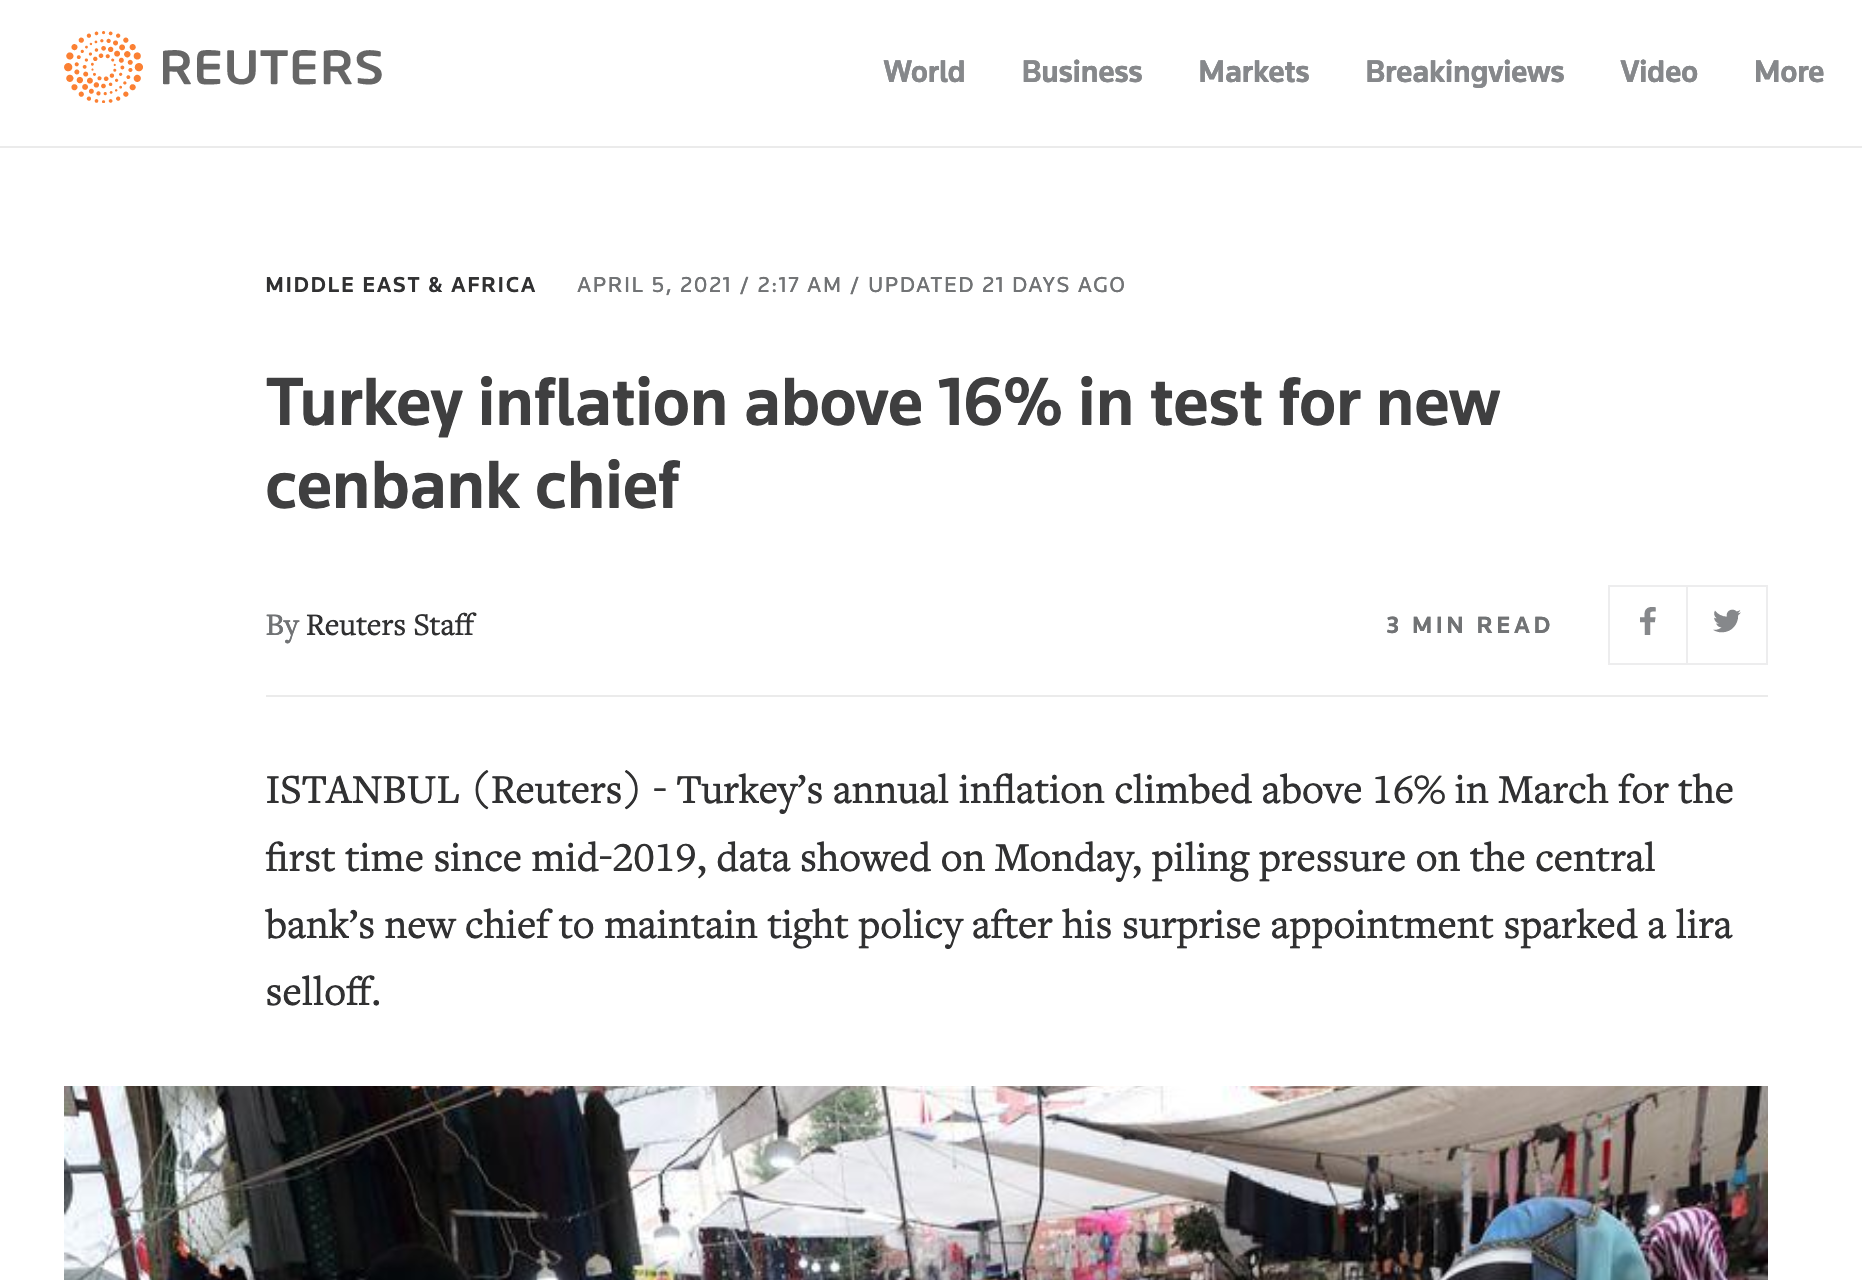 REUTERS
World Business Markets Breakingviews Video More
MIDDLE EAST & AFRICA APRIL 5, 2021 / 2:17 AM / UPDATED 21 DAYS AGO
Turkey inflation above 16% in test for new
cenbank chief
By Reuters Staff
3 MIN READ
ISTANBUL (Reuters) - Turkey’s annual inflation climbed above 16% in March for the
first time since mid-2019, data showed on Monday, piling pressure on the central
bank’s new chief to maintain tight policy after his surprise appointment sparked a lira
selloff.